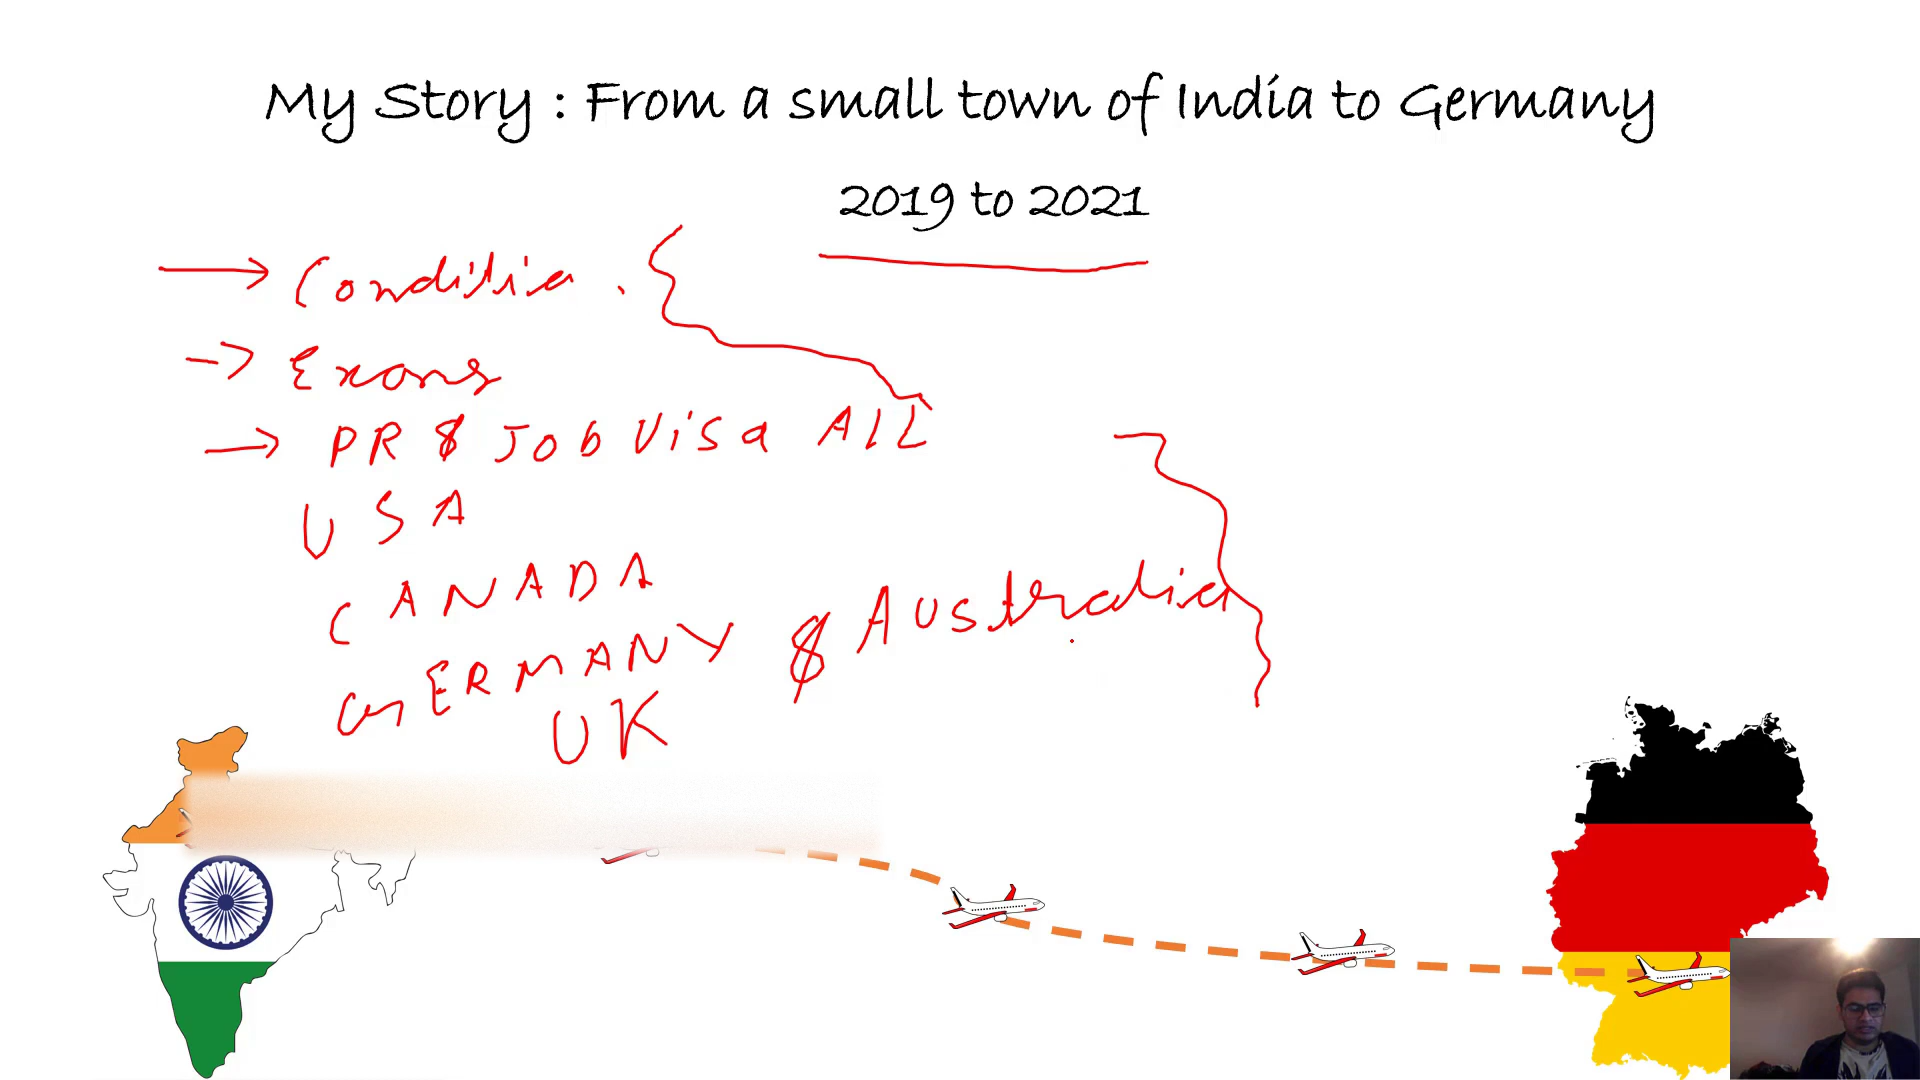 My Story : From a small town of India to Germany
2019 to 2021
→ Conditia .
→ Exams
→ PR & Job Visa All
USA
CANADA
GERMANY & Australia
UK